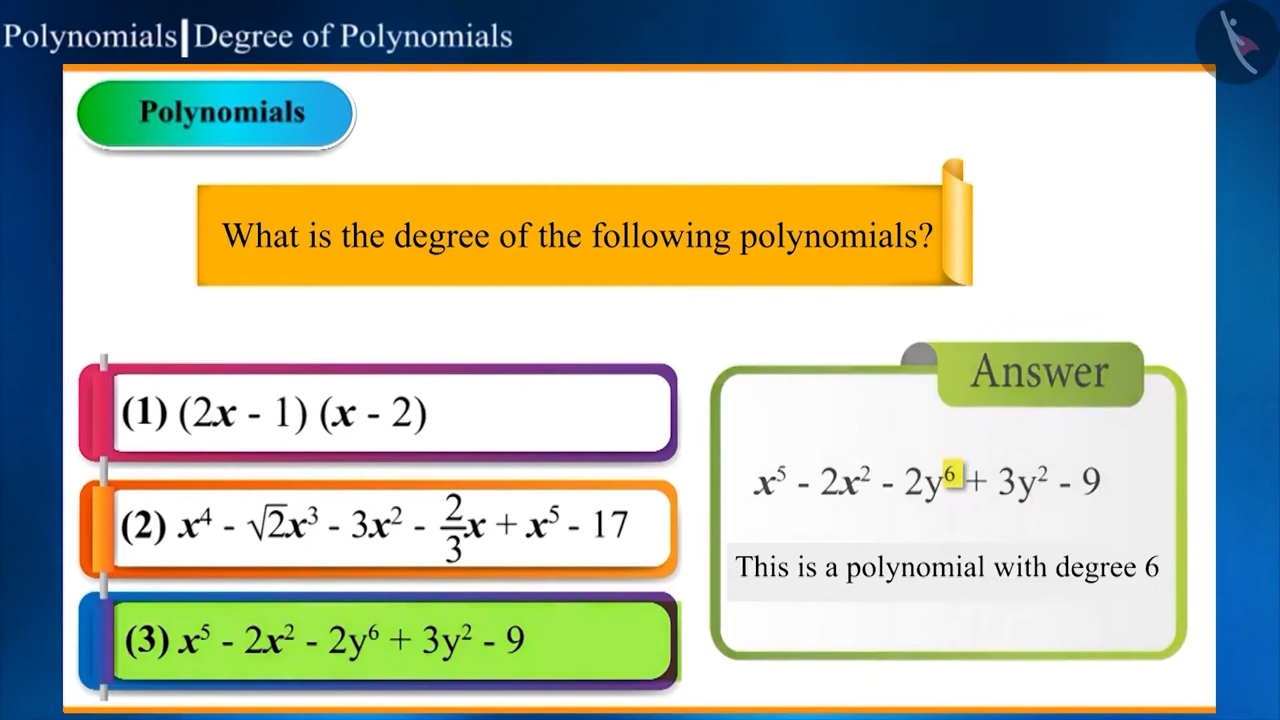 Polynomials|Degree of Polynomials
Polynomials
What is the degree of the following polynomials?
(1) (2x - 1) (x - 2)
(2) x⁴ - √2x³ - 3x² - 2/3x + x⁵ - 17
(3) x⁵ - 2x² - 2y⁶ + 3y² - 9
Answer
x⁵ - 2x² - 2y⁶ + 3y² - 9
This is a polynomial with degree 6